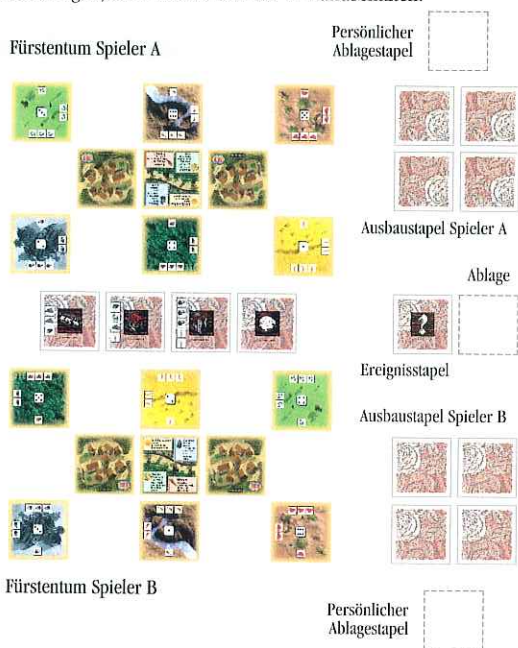 Persönlicher
Ablagestapel
Fürstentum Spieler A
Ausbaustapel Spieler A
Ablage
Ereignisstapel
Ausbaustapel Spieler B
Fürstentum Spieler B
Persönlicher
Ablagestapel